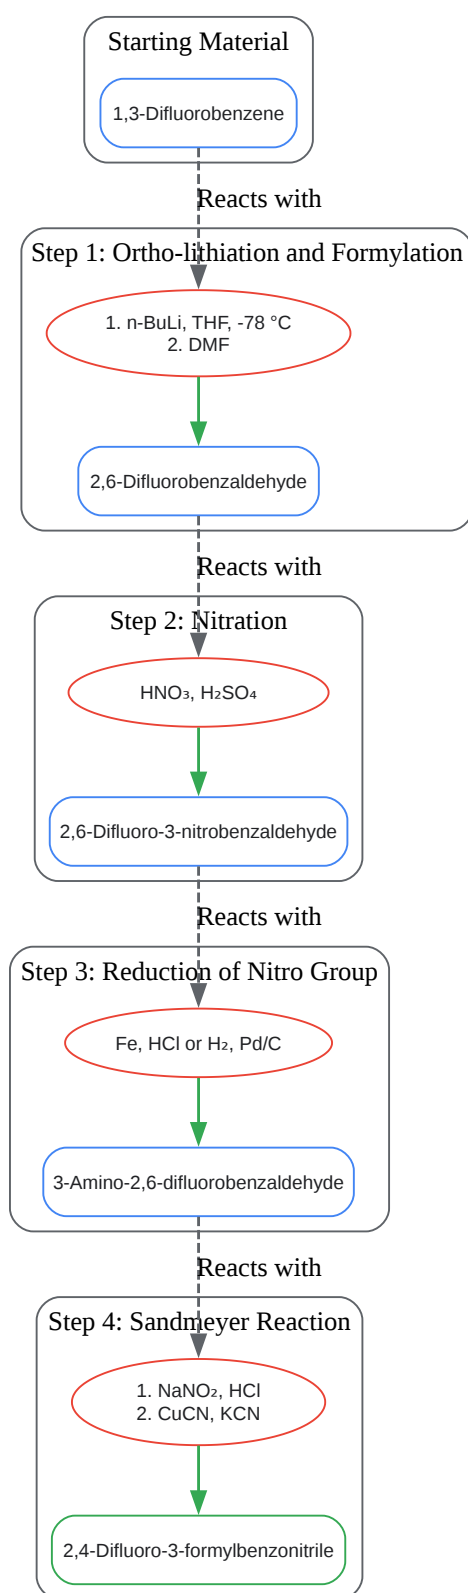 Starting Material
1,3-Difluorobenzene
Reacts with
Step 1: Ortho-lithiation and Formylation
1. n-BuLi, THF, -78 °C
2. DMF
2,6-Difluorobenzaldehyde
Reacts with
Step 2: Nitration
HNO₃, H₂SO₄
2,6-Difluoro-3-nitrobenzaldehyde
Reacts with
Step 3: Reduction of Nitro Group
Fe, HCl or H₂, Pd/C
3-Amino-2,6-difluorobenzaldehyde
Reacts with
Step 4: Sandmeyer Reaction
1. NaNO₂, HCl
2. CuCN, KCN
2,4-Difluoro-3-formylbenzonitrile